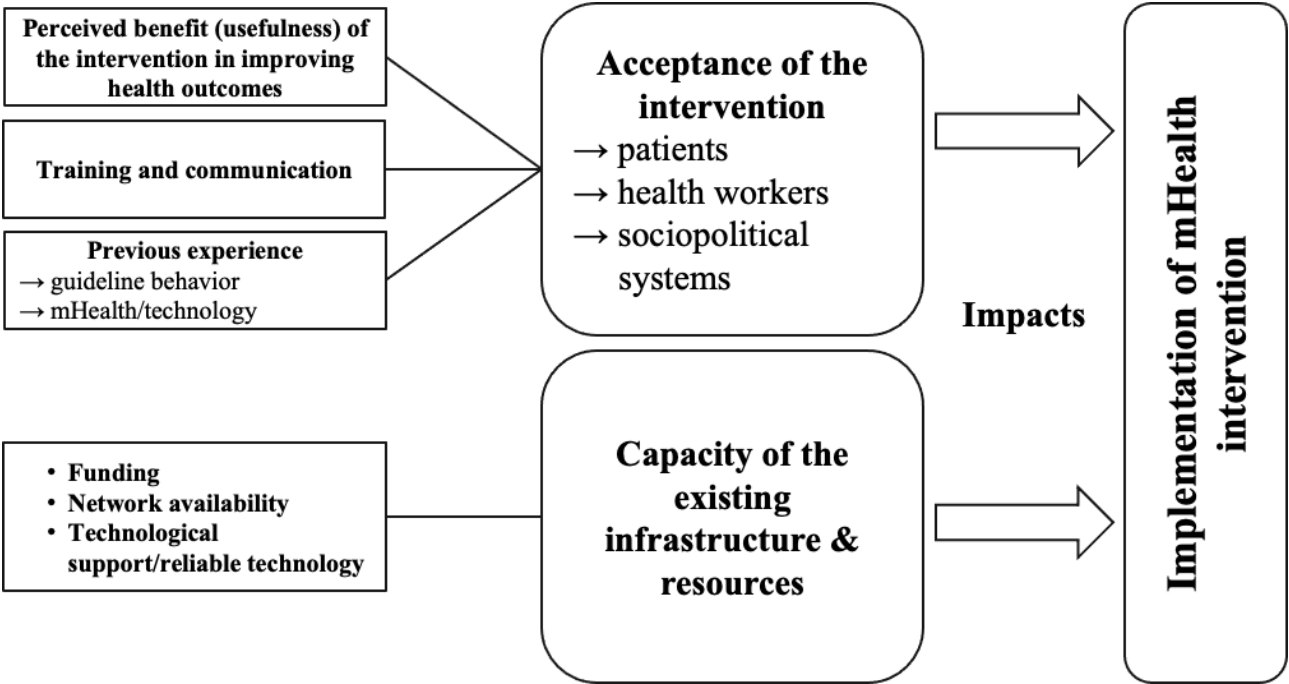 Perceived benefit (usefulness) of
the intervention in improving
health outcomes
Training and communication
Previous experience
→ guideline behavior
→ mHealth/technology
• Funding
• Network availability
• Technological
support/reliable technology
Acceptance of the
intervention
→ patients
→ health workers
→ sociopolitical
systems
Capacity of the
existing
infrastructure &
resources
Impacts
Implementation of mHealth
intervention